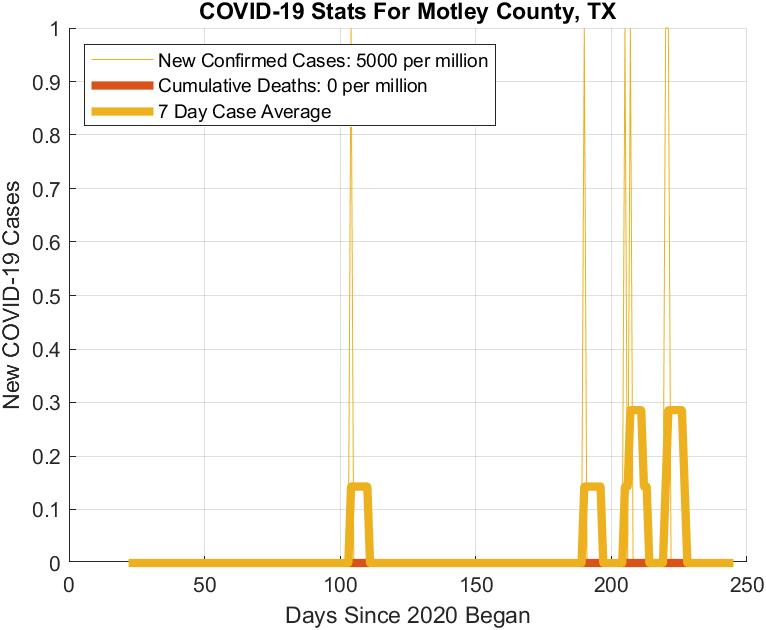 COVID-19 Stats For Motley County, TX
New Confirmed Cases: 5000 per million
Cumulative Deaths: 0 per million
7 Day Case Average
New COVID-19 Cases
1
0.9
0.8
0.7
0.6
0.5
0.4
0.3
0.2
0.1
0
0 50 100 150 200 250
Days Since 2020 Began